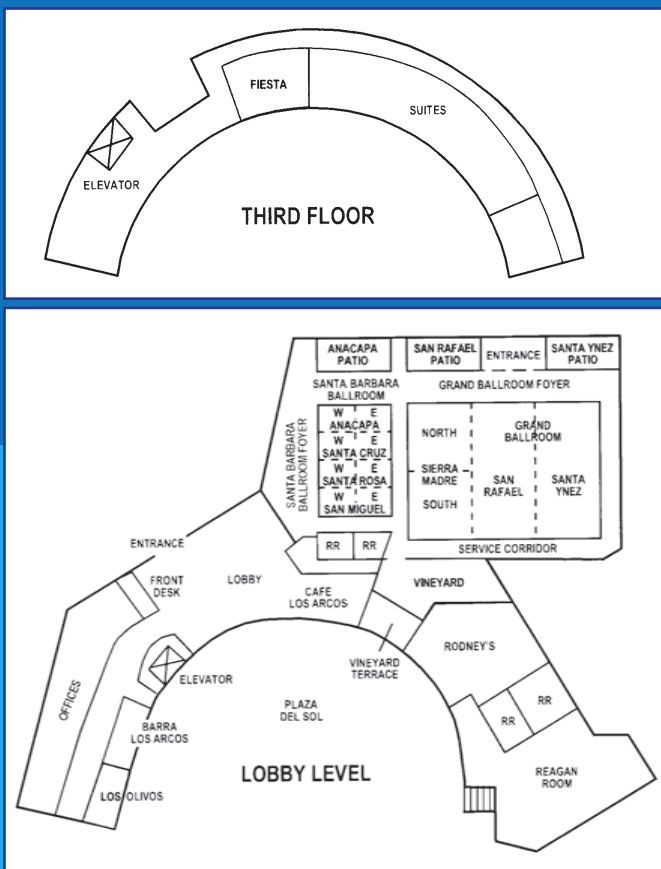 FIESTA
SUITES
ELEVATOR
THIRD FLOOR
ANACAPA
PATIO
SAN RAFAEL
PATIO
ENTRANCE
SANTA YNEZ
PATIO
SANTA BARBARA
BALLROOM
GRAND BALLROOM FOYER
SANTA BARBARA
BALLROOM FOYER
W E
ANACAPA
W E
SANTA CRUZ
W E
SANTA ROSA
W E
SAN MIGUEL
NORTH
SIERRA
MADRE
SOUTH
GRAND
BALLROOM
SAN
RAFAEL
SANTA
YNEZ
SERVICE CORRIDOR
ENTRANCE
RR
RR
FRONT
DESK
LOBBY
CAFE
LOS ARCOS
VINEYARD
VINEYARD
TERRACE
RODNEY'S
ELEVATOR
OFFICES
BARRA
LOS ARCOS
PLAZA
DEL SOL
RR
RR
REAGAN
ROOM
LOBBY LEVEL
LOS OLIVOS